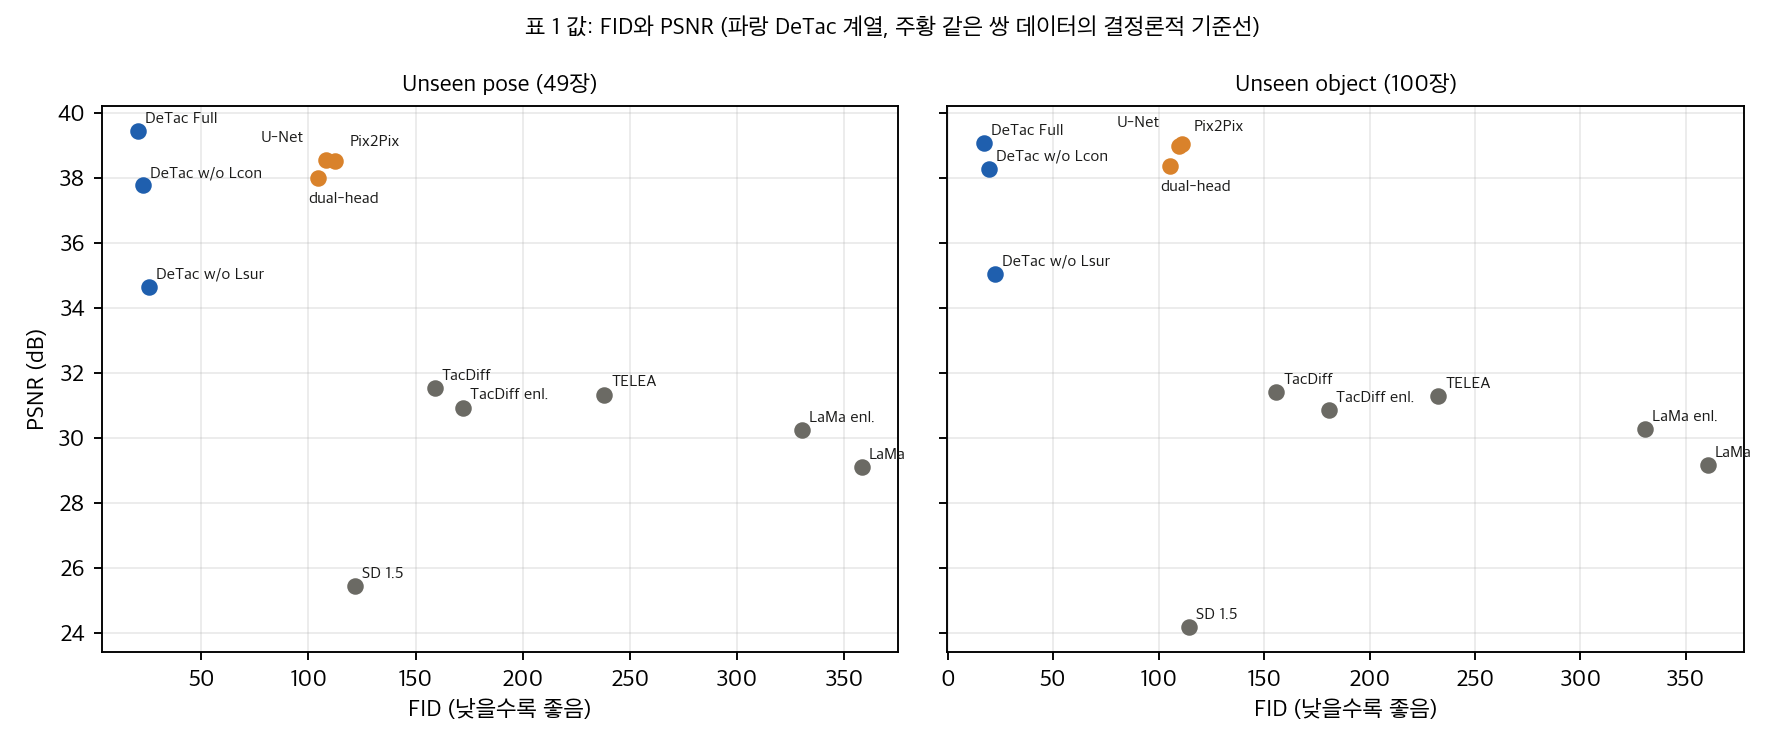 표 1 값: FID와 PSNR (파랑 DeTac 계열, 주황 같은 쌍 데이터의 결정론적 기준선)
Unseen pose (49장)
40
38
36
34
32
30
28
26
24
PSNR (dB)
DeTac Full
U-Net
Pix2Pix
DeTac w/o Lcon
dual-head
DeTac w/o Lsur
TacDiff
TacDiff enl.
TELEA
LaMa enl.
LaMa
SD 1.5
50
100
150
200
250
300
350
FID (낮을수록 좋음)
Unseen object (100장)
U-Net
Pix2Pix
DeTac Full
DeTac w/o Lcon
dual-head
DeTac w/o Lsur
TacDiff
TacDiff enl.
TELEA
LaMa enl.
LaMa
SD 1.5
0
50
100
150
200
250
300
350
FID (낮을수록 좋음)